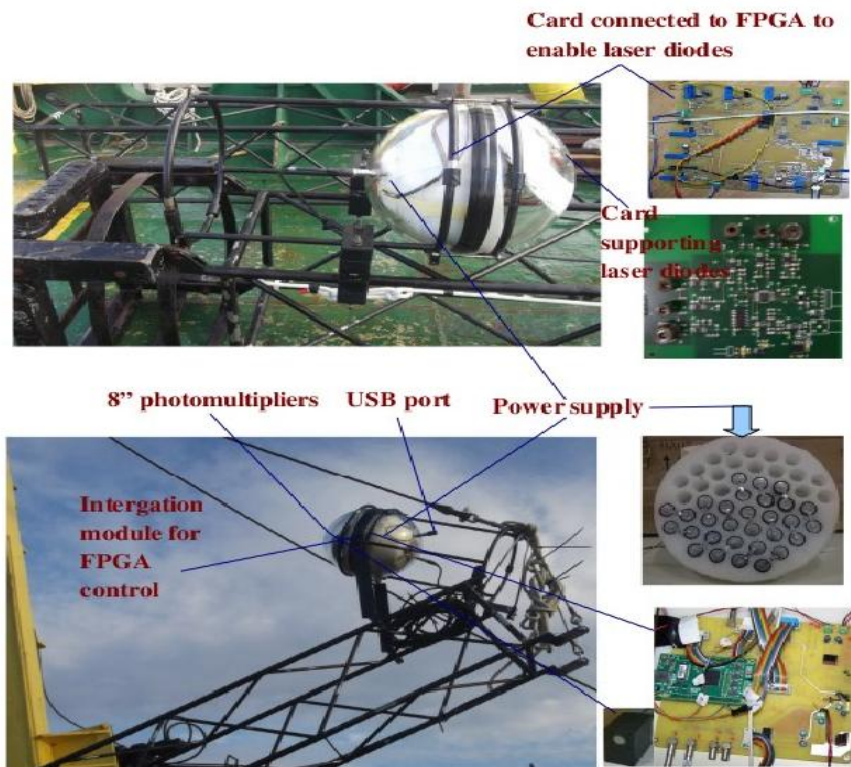 Card connected to FPGA to
enable laser diodes
Card
supporting
laser diodes
8” photomultipliers
USB port
Power supply
Intergation
module for
FPGA
control